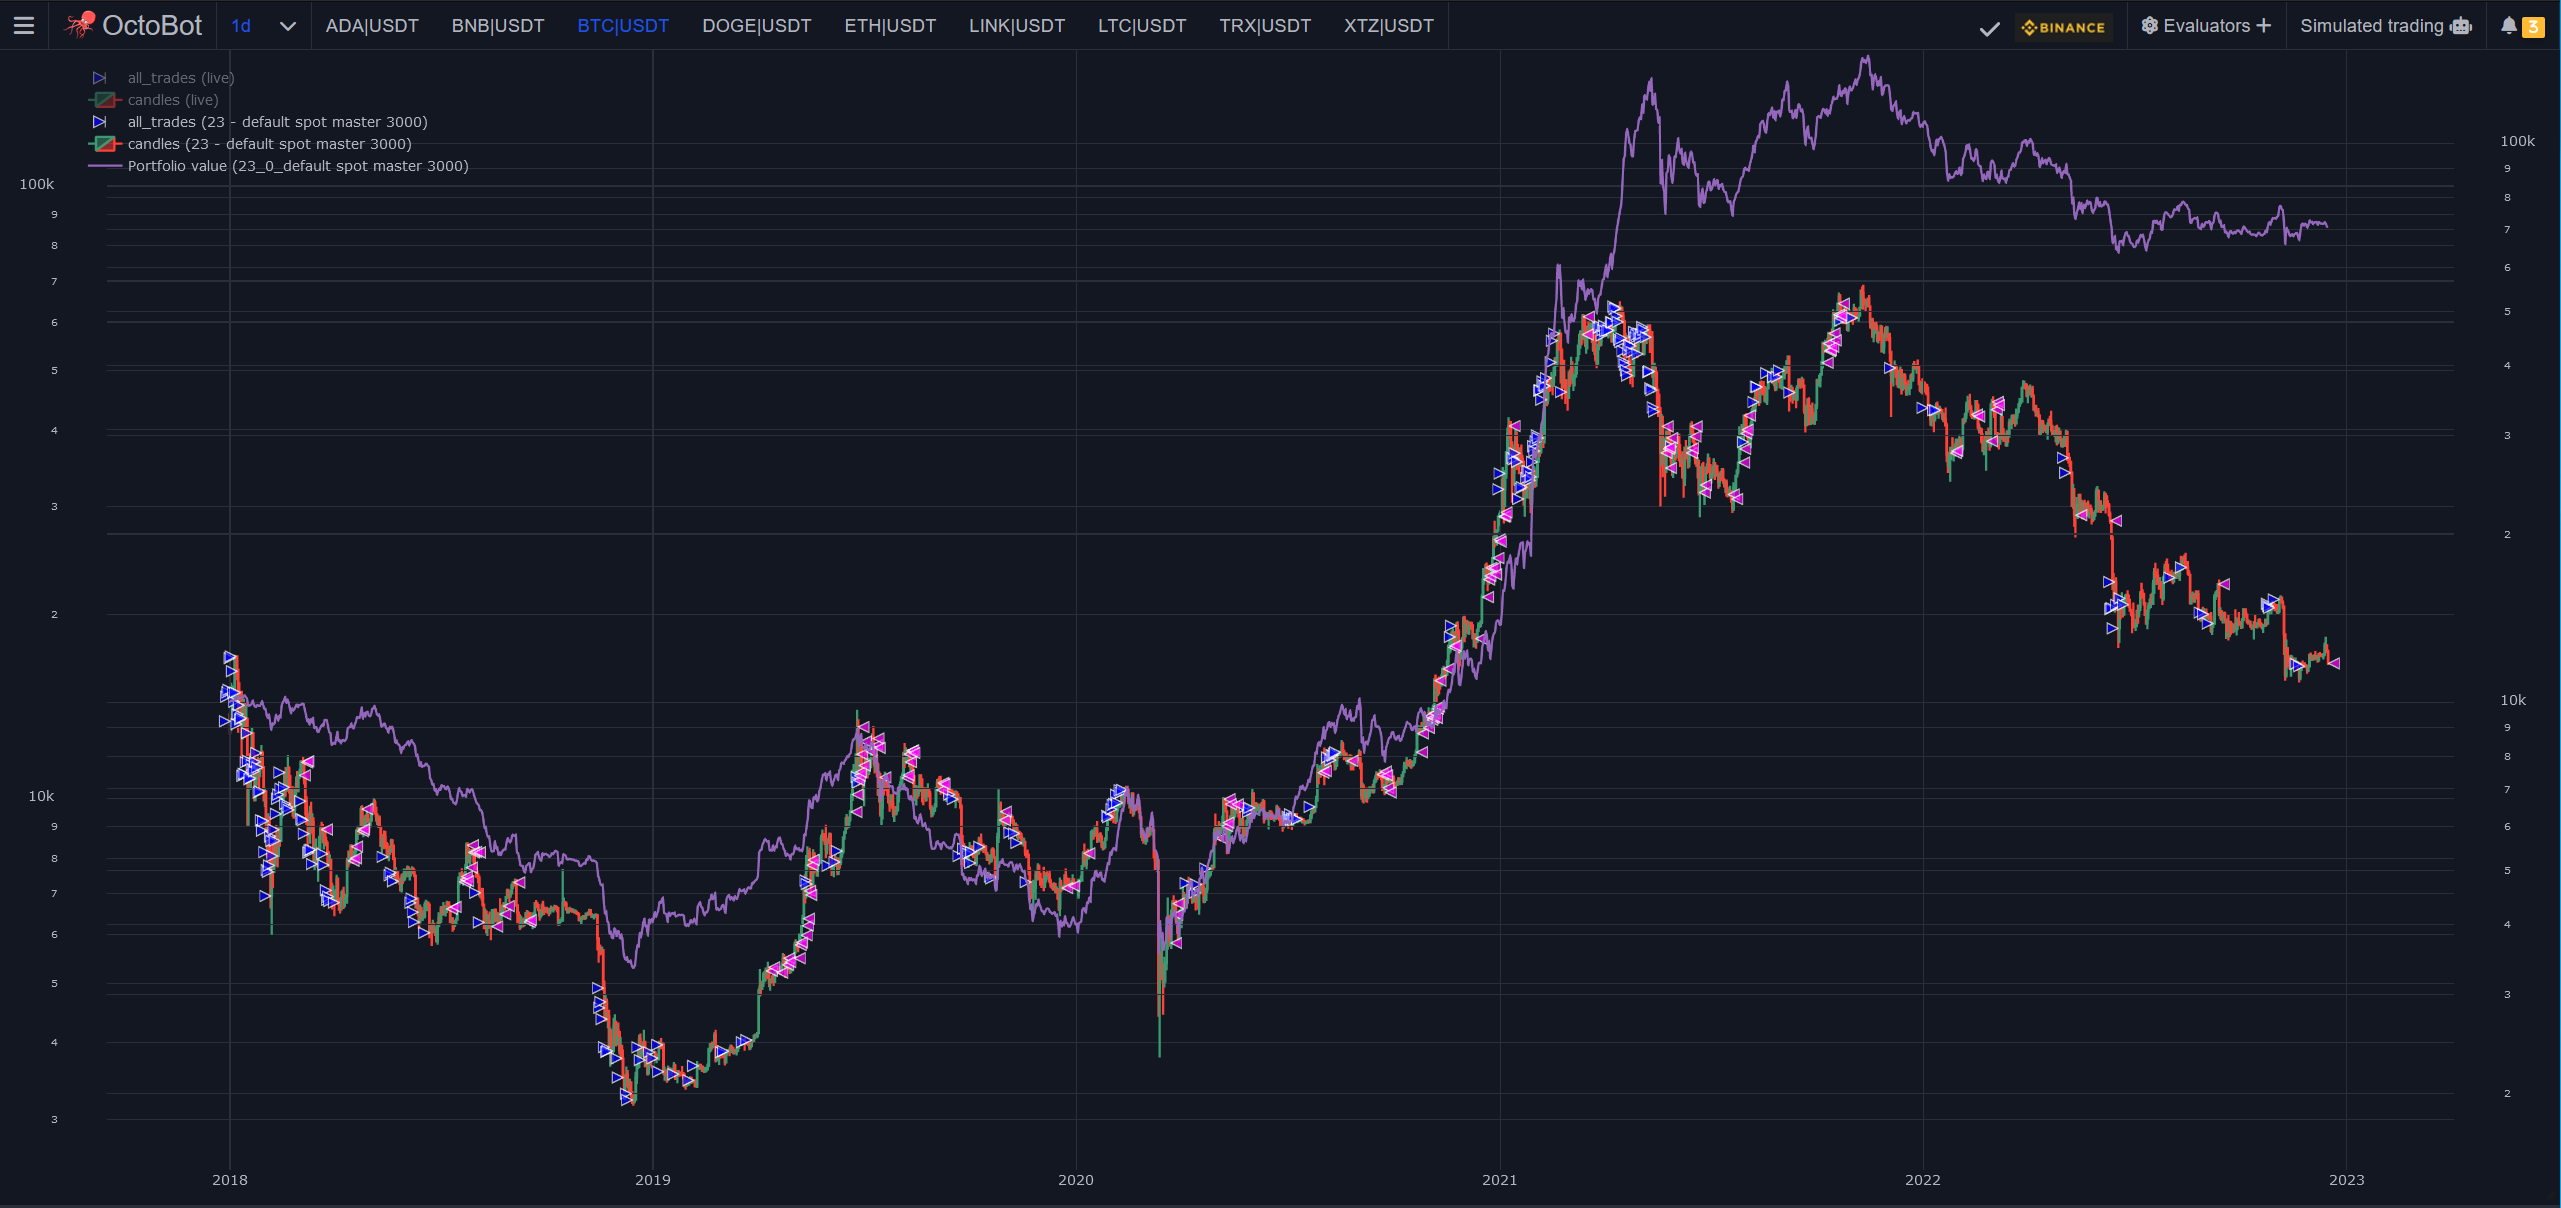 OctoBot 1d ADA|USDT BNB|USDT BTC|USDT DOGE|USDT ETH|USDT LINK|USDT LTC|USDT TRX|USDT XTZ|USDT BINANCE Evaluators Simulated trading 3
all_trades (live)
candles (live)
all_trades (23 - default spot master 3000)
candles (23 - default spot master 3000)
Portfolio value (23_0_default spot master 3000)
100k
9
8
7
6
5
4
3
2
10k
9
8
7
6
5
4
3
100k
9
8
7
6
5
4
3
2
10k
9
8
7
6
5
4
3
2
2018 2019 2020 2021 2022 2023